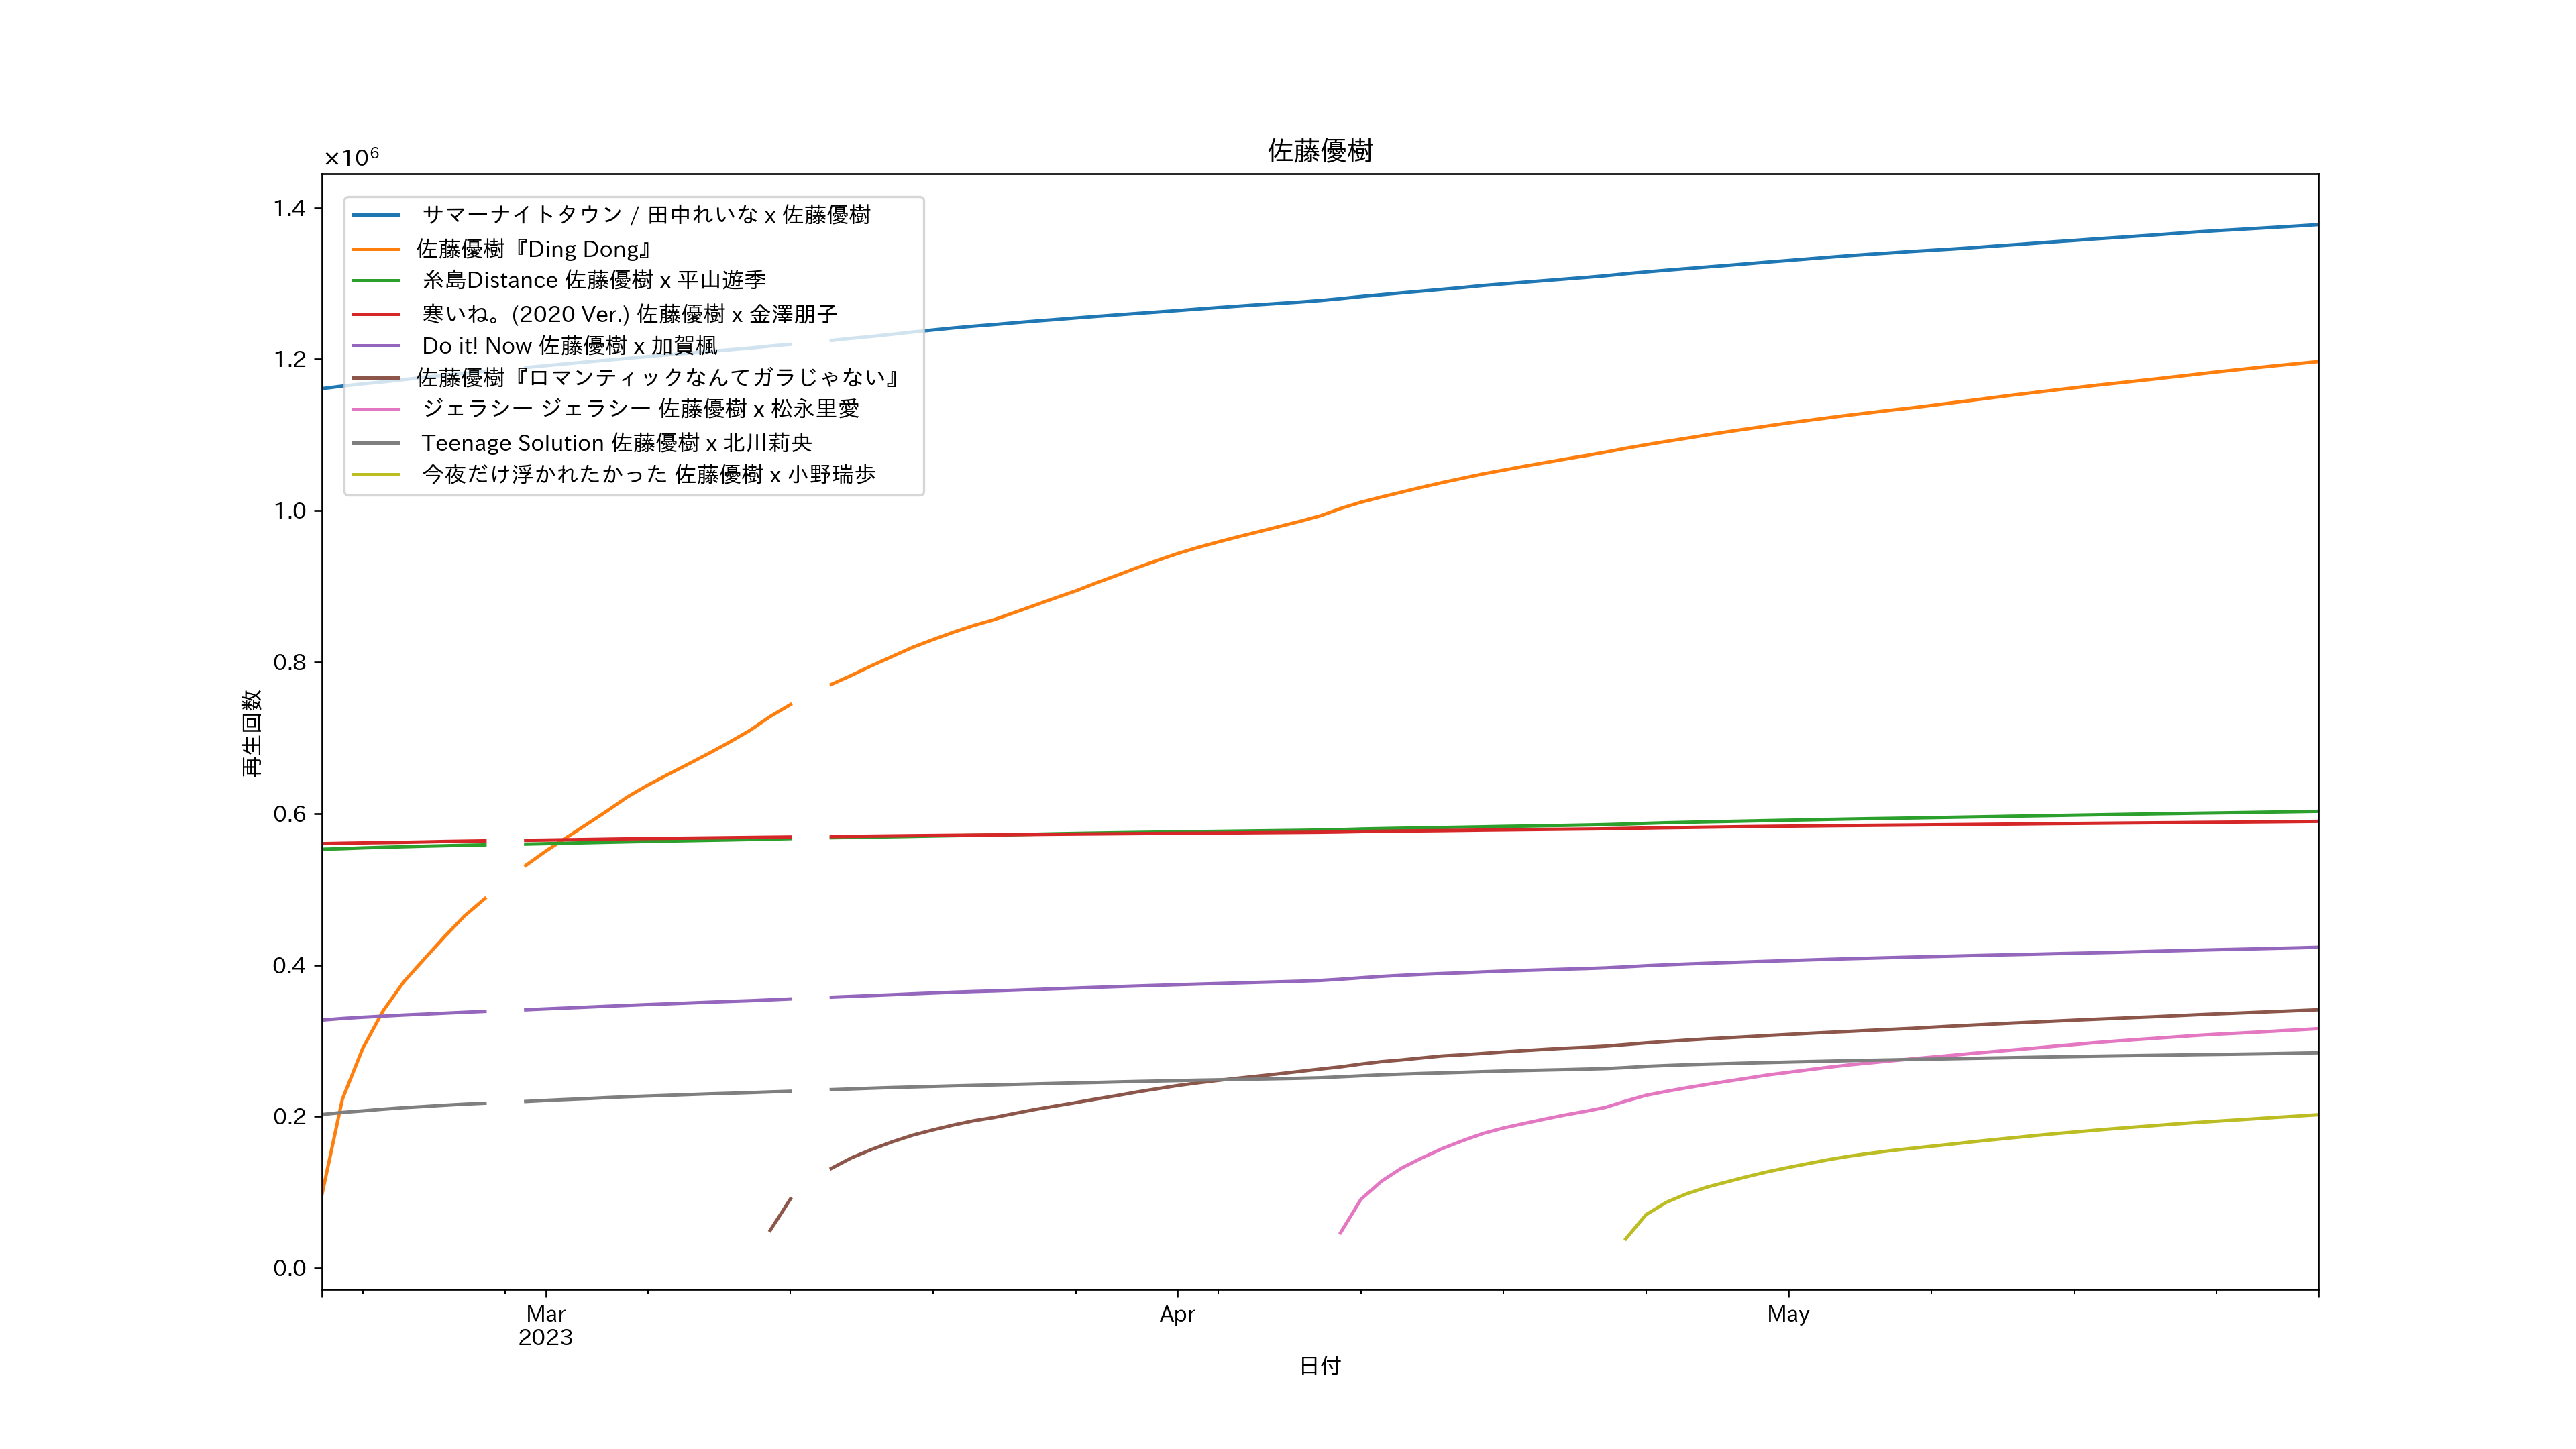 佐藤優樹
×10⁶
1.4
1.2
1.0
0.8
0.6
0.4
0.2
0.0
再生回数
サマーナイトタウン / 田中れいな x 佐藤優樹
佐藤優樹『Ding Dong』
糸島Distance 佐藤優樹 x 平山遊季
寒いね。(2020 Ver.) 佐藤優樹 x 金澤朋子
Do it! Now 佐藤優樹 x 加賀楓
佐藤優樹『ロマンティックなんてガラじゃない』
ジェラシー ジェラシー 佐藤優樹 x 松永里愛
Teenage Solution 佐藤優樹 x 北川莉央
今夜だけ浮かれたかった 佐藤優樹 x 小野瑞歩
Mar
2023
Apr
May
日付